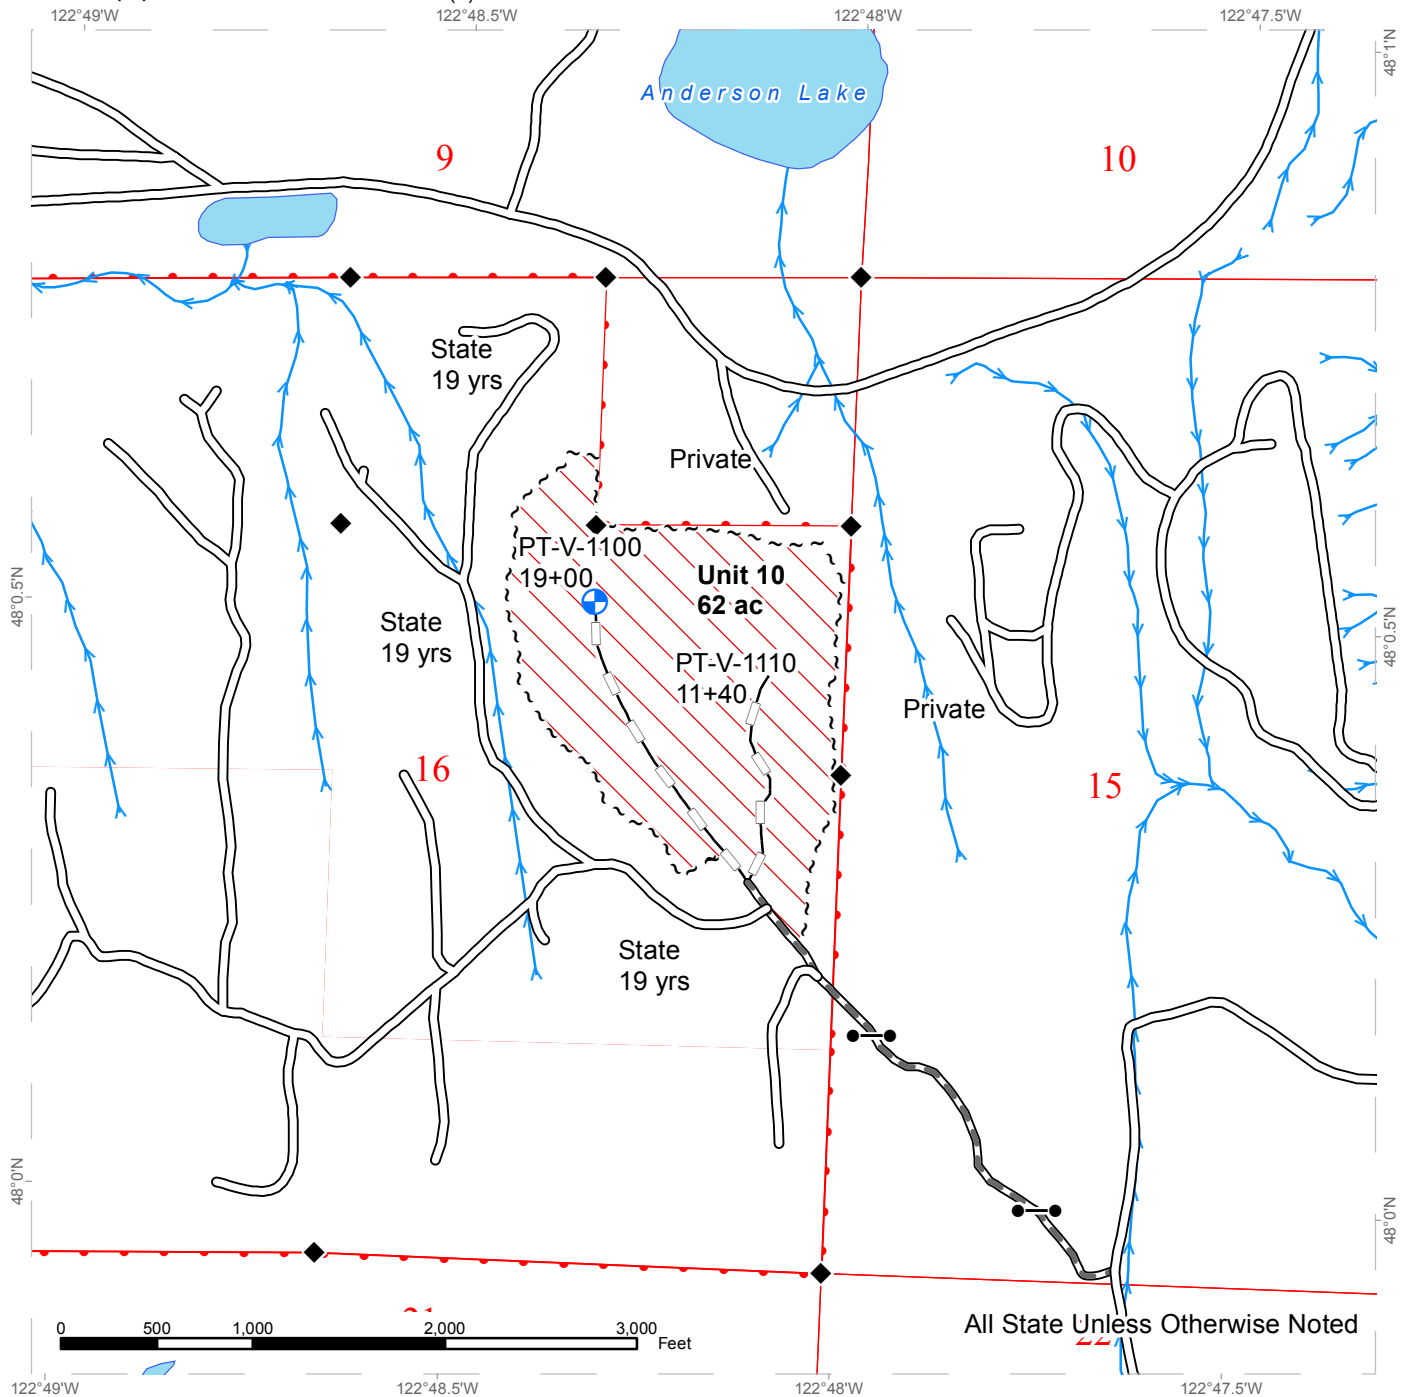 122°49'W
122°48.5'W
122°48'W
122°47.5'W
48°1'N
Anderson Lake
9
10
State
19 yrs
Private
PT-V-1100
19+00
Unit 10
62 ac
48°0.5'N
48°0.5'N
State
19 yrs
PT-V-1110
11+40
Private
16
15
State
19 yrs
48°0'N
48°0'N
21
0
500
1,000
2,000
3,000
Feet
All State Unless Otherwise Noted
22
122°49'W
122°48.5'W
122°48'W
122°47.5'W